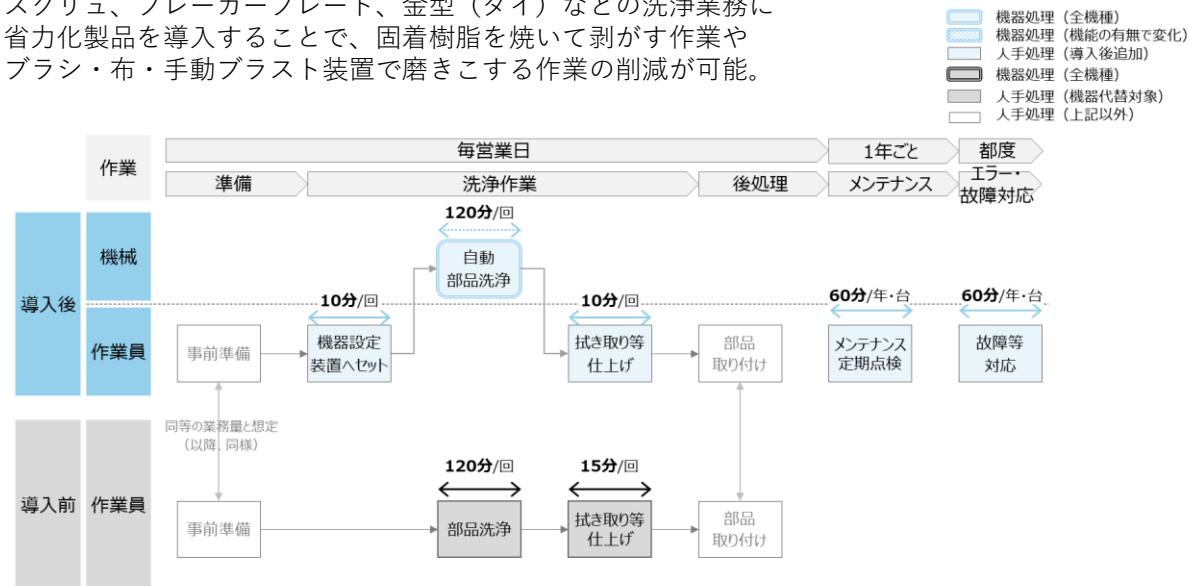 スクリュ、ブレーカープレート、金型（ダイ）などの洗浄業務に
省力化製品を導入することで、固着樹脂を焼いて剥がす作業や
ブラシ・布・手動ブラスト装置で磨きこする作業の削減が可能。
機器処理（全機種）
機器処理（機能の有無で変化）
人手処理（導入後追加）
機器処理（全機種）
人手処理（機器代替対象）
人手処理（上記以外）
作業
毎営業日
1年ごと
都度
準備
洗浄作業
後処理
メンテナンス
エラー・
故障対応
導入後
機械
120分/回
自動
部品洗浄
作業員
事前準備
10分/回
機器設定
装置へセット
10分/回
拭き取り等
仕上げ
部品
取り付け
60分/年・台
メンテナンス
定期点検
60分/年・台
故障等
対応
同等の業務量と想定
（以降、同様）
導入前
作業員
事前準備
120分/回
部品洗浄
15分/回
拭き取り等
仕上げ
部品
取り付け